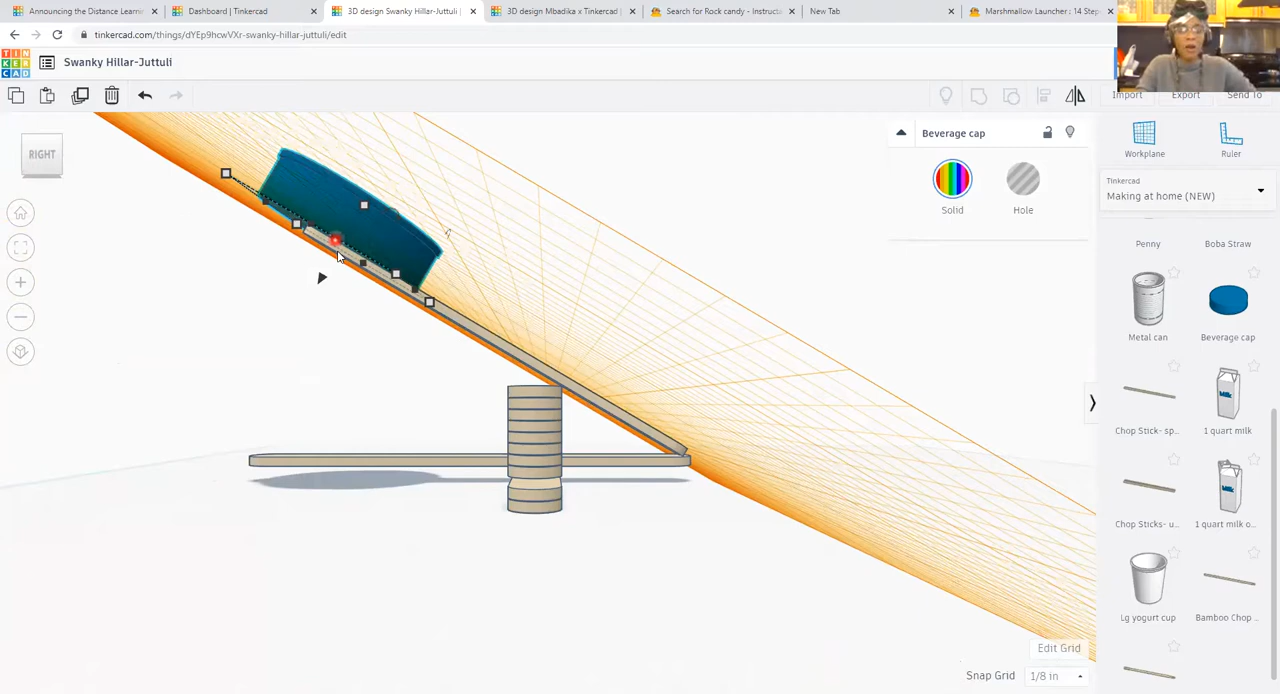 Announcing the Distance Learni
Dashboard | Tinkercad
3D design Swanky Hillar-Juttuli |
3D design Mbadika x Tinkercad |
Search for Rock candy - Instructa
New Tab
Marshmallow Launcher : 14 Step
tinkercad.com/things/dYEp9hcwVXr-swanky-hillar-juttuli/edit
TIN
KER
CAD
Swanky Hillar-Juttuli
Import
Export
Send To
RIGHT
Beverage cap
Solid
Hole
Workplane
Ruler
Tinkercad
Making at home (NEW)
Penny
Boba Straw
Metal can
Beverage cap
Chop Stick- sp...
1 quart milk
Chop Sticks- u...
1 quart milk o...
Lg yogurt cup
Bamboo Chop ...
Edit Grid
Snap Grid
1/8 in